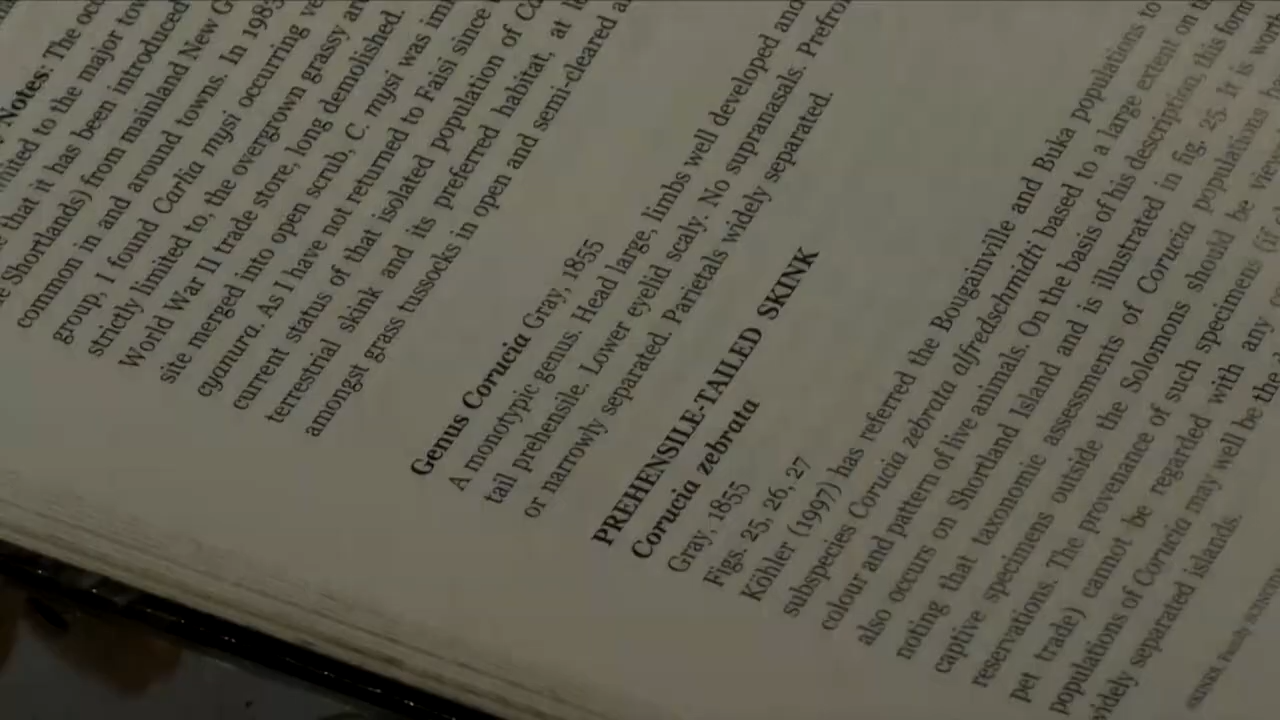 Notes: The
to the major
that it has been introduced
Shortlands) from mainland New
common in and around towns. In
group, I found Carlia mysi occurring
strictly limited to, the overgrown grassy
World War II trade store, long demolished.
site merged into open scrub, C. mysi was
cyanura. As I have not returned to Faisi since
current status of that isolated population of
terrestrial skink and its preferred habitat, at
amongst grass tussocks in open and semi-cleared
Genus Corucia Gray, 1855
A monotypic genus. Head large, limbs well developed and
tail prehensile. Lower eyelid scaly. No supranasals.
or narrowly separated. Parietals widely separated.
PREHENSILE-TAILED SKINK
Corucia zebrata
Gray, 1855
Figs. 25, 26, 27
Köhler (1997) has referred the Bougainville and Buka populations to
subspecies Corucia zebrata alfredschmidti based to a large extent on
colour and pattern of live animals. On the basis of his description, this form
also occurs on Shortland Island and is illustrated in fig. 25. It is
noting that taxonomic assessments of Corucia populations
captive specimens outside the Solomons should be
reservations. The provenance of such specimens (if
pet trade) cannot be regarded with any
populations of Corucia may well be the
widely separated islands.
SKINKS, Family